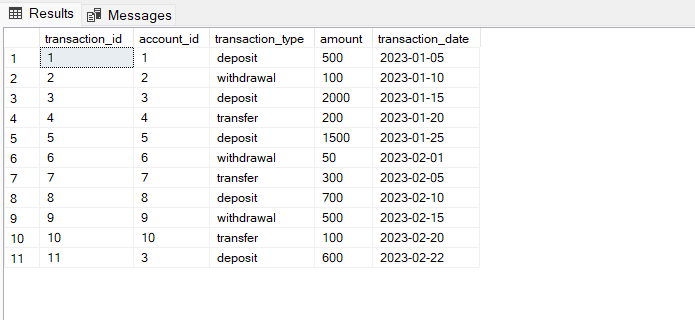 Results Messages
transaction_id account_id transaction_type amount transaction_date
1 1 1 deposit 500 2023-01-05
2 2 2 withdrawal 100 2023-01-10
3 3 3 deposit 2000 2023-01-15
4 4 4 transfer 200 2023-01-20
5 5 5 deposit 1500 2023-01-25
6 6 6 withdrawal 50 2023-02-01
7 7 7 transfer 300 2023-02-05
8 8 8 deposit 700 2023-02-10
9 9 9 withdrawal 500 2023-02-15
10 10 10 transfer 100 2023-02-20
11 11 3 deposit 600 2023-02-22